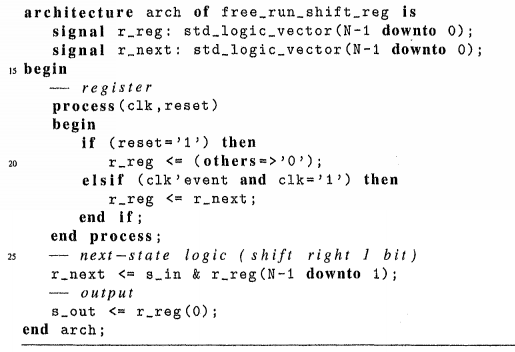 architecture arch of free_run_shift_reg is
signal r_reg: std_logic_vector(N-1 downto 0);
signal r_next: std_logic_vector(N-1 downto 0);
15 begin
-- register
process(clk,reset)
begin
if (reset='1') then
20 r_reg <= (others=>'0');
elsif (clk'event and clk='1') then
r_reg <= r_next;
end if;
end process;
25 -- next-state logic (shift right 1 bit)
r_next <= s_in & r_reg(N-1 downto 1);
-- output
s_out <= r_reg(0);
end arch;